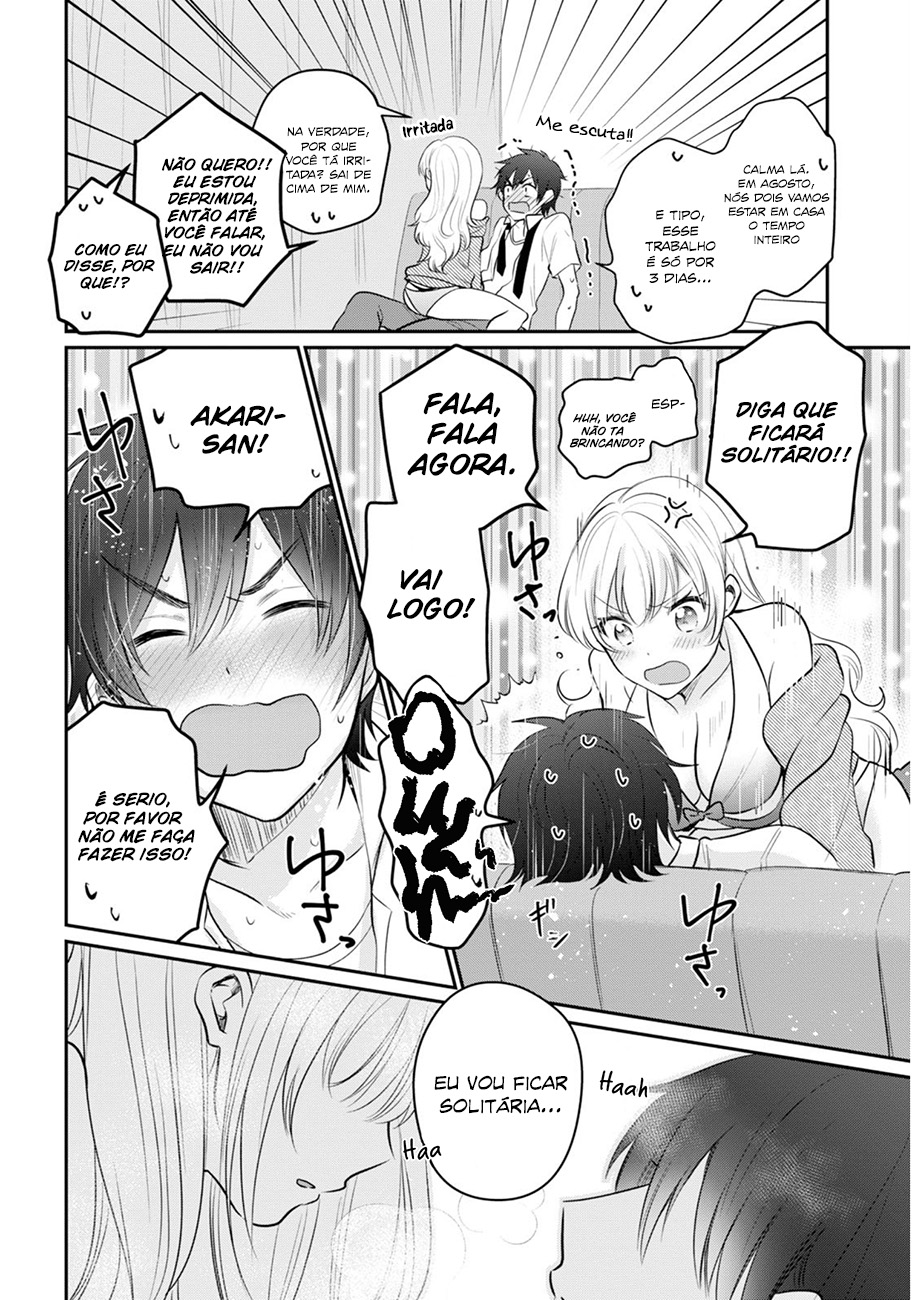 CALMA LÁ.
EM AGOSTO,
NÓS DOIS VAMOS
ESTAR EM CASA
O TEMPO
INTEIRO
E TIPO,
ESSE
TRABALHO
É SÓ POR
3 DIAS...
Me escuta!!
Irritada
NA VERDADE,
POR QUE
VOCÊ TÁ IRRI-
TADA? SAI DE
CIMA DE MIM.
NÃO QUERO!!
EU ESTOU
DEPRIMIDA,
ENTÃO ATÉ
VOCÊ FALAR,
EU NÃO VOU
SAIR!!
COMO EU
DISSE, POR
QUE!?
DIGA QUE
FICARÁ
SOLITÁRIO!!
ESP-
HUH, VOCÊ
NÃO TA
BRINCANDO?
FALA,
FALA
AGORA.
VAI
LOGO!
ゆさっ
ゆさっ
ギシ
AKARI-
SAN!
ゆさ
ゆさっ
É SERIO,
POR FAVOR
NÃO ME FAÇA
FAZER ISSO!
Haah
EU VOU FICAR
SOLITÁRIA...
Haa